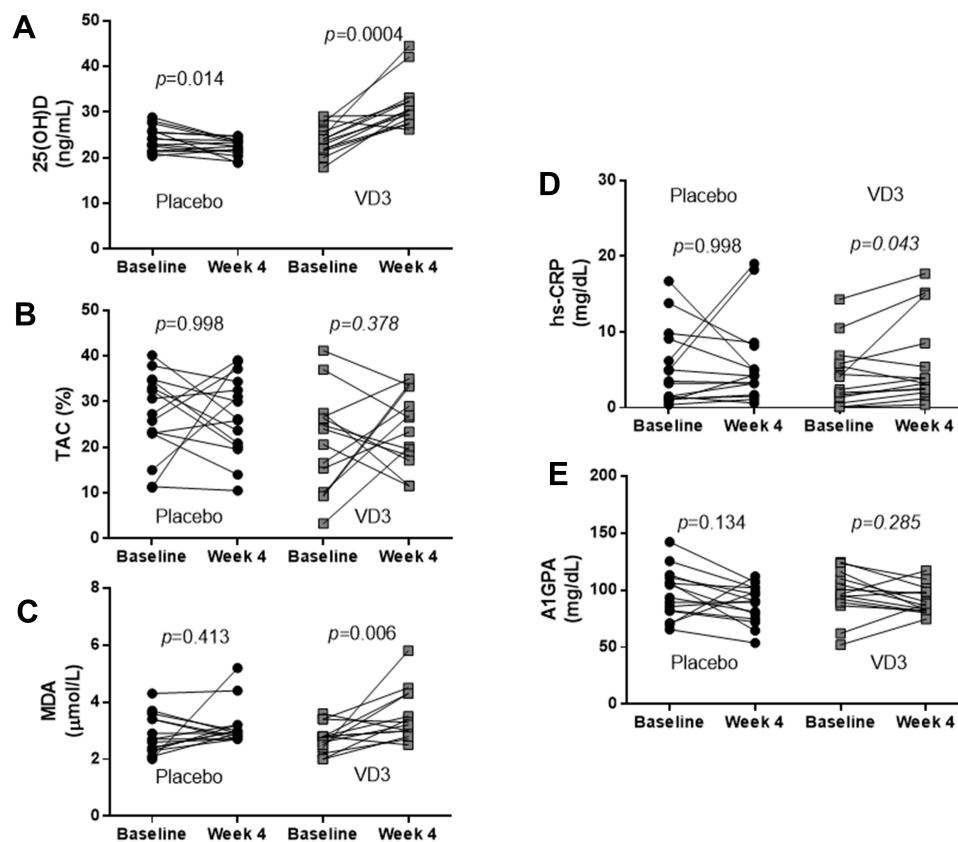 A
25(OH)D
(ng/mL)
50
40
30
20
10
0
p=0.014
p=0.0004
Placebo
VD3
Baseline
Week 4
Baseline
Week 4
B
TAC (%)
50
40
30
20
10
0
p=0.998
p=0.378
Placebo
VD3
Baseline
Week 4
Baseline
Week 4
C
MDA
(μmol/L)
8
6
4
2
0
p=0.413
p=0.006
Placebo
VD3
Baseline
Week 4
Baseline
Week 4
D
hs-CRP
(mg/dL)
30
20
10
0
Placebo
VD3
p=0.998
p=0.043
Baseline
Week 4
Baseline
Week 4
E
A1GPA
(mg/dL)
200
150
100
50
0
p=0.134
p=0.285
Placebo
VD3
Baseline
Week 4
Baseline
Week 4